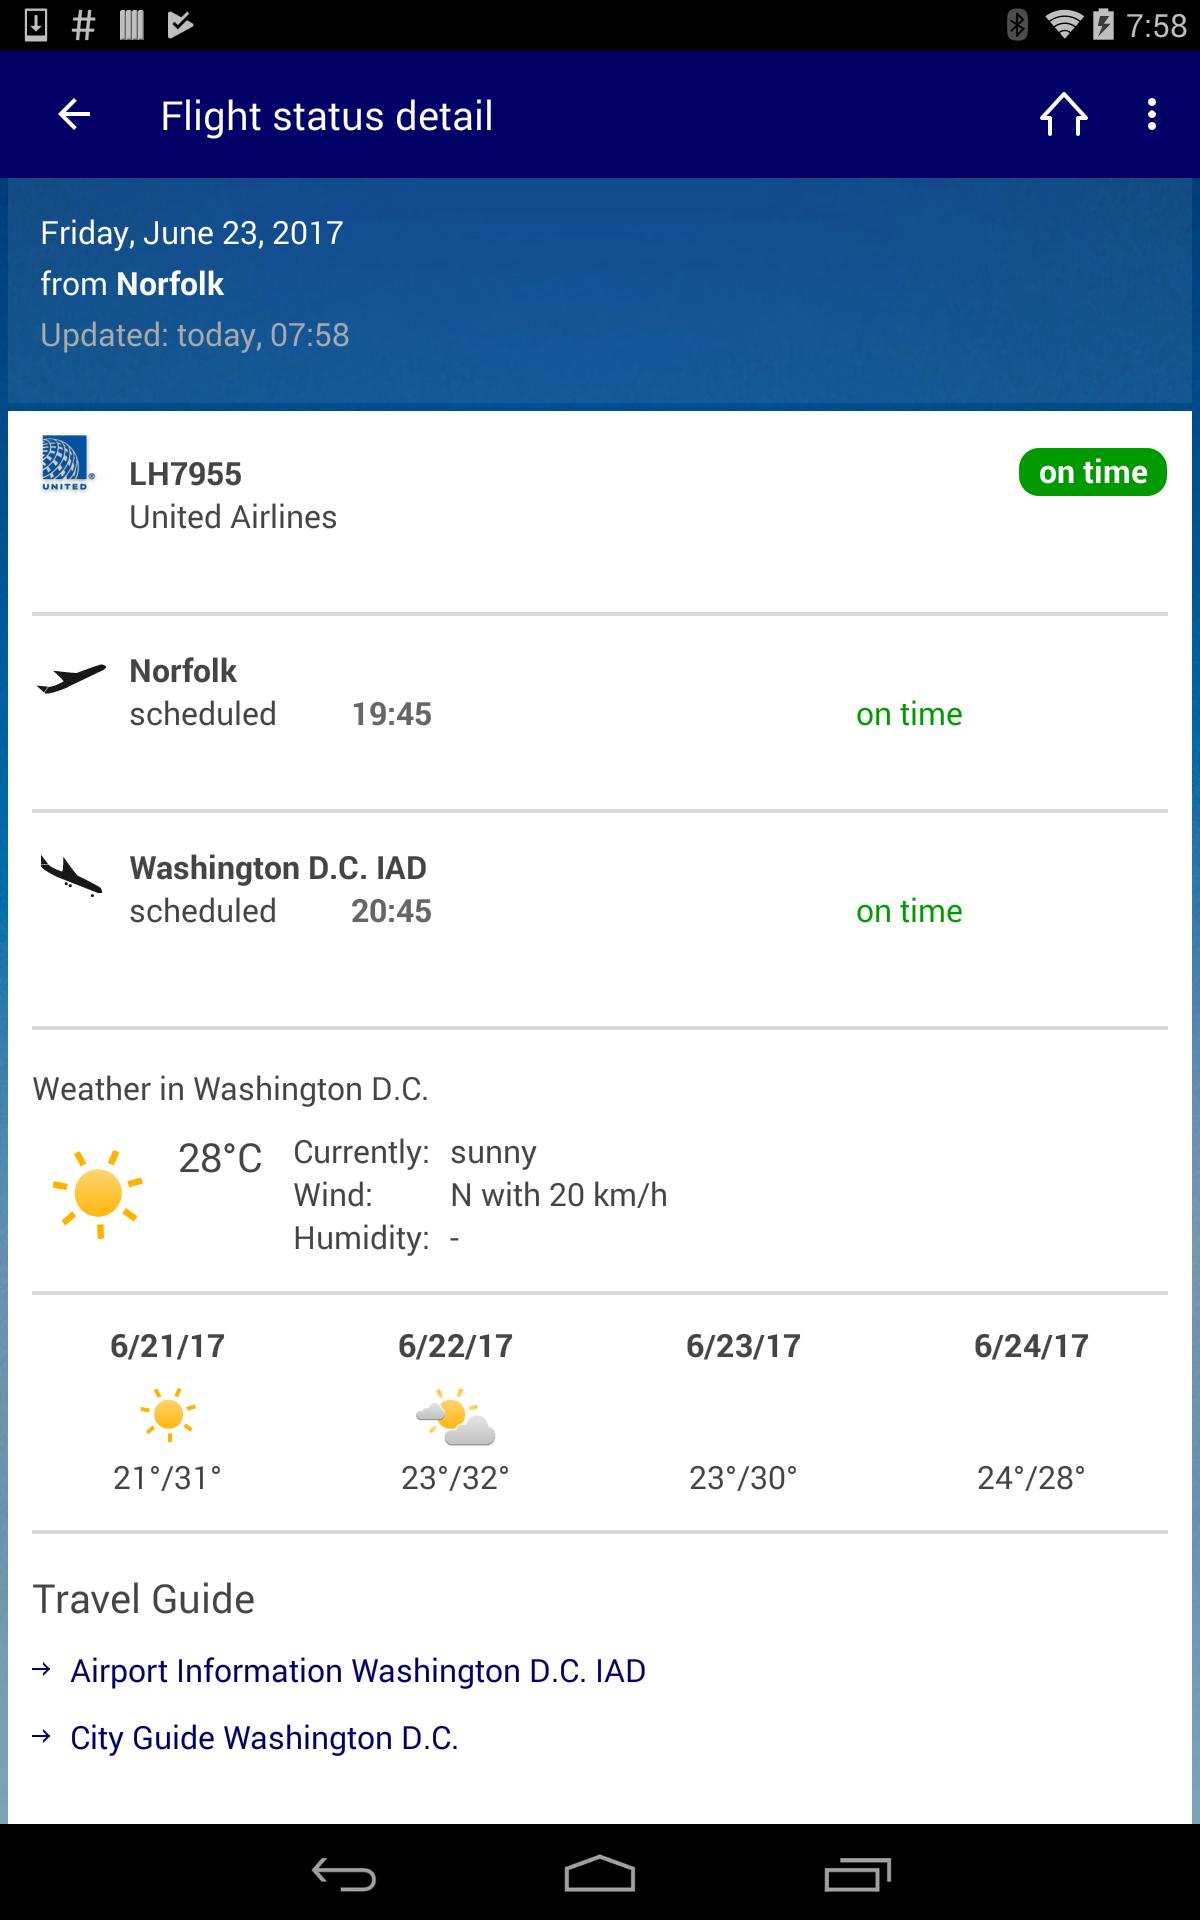 7:58
Flight status detail
Friday, June 23, 2017
from Norfolk
Updated: today, 07:58
UNITED ®
LH7955
on time
United Airlines
Norfolk
scheduled 19:45 on time
Washington D.C. IAD
scheduled 20:45 on time
Weather in Washington D.C.
28°C Currently: sunny
Wind: N with 20 km/h
Humidity: -
6/21/17 6/22/17 6/23/17 6/24/17
21°/31° 23°/32° 23°/30° 24°/28°
Travel Guide
→ Airport Information Washington D.C. IAD
→ City Guide Washington D.C.